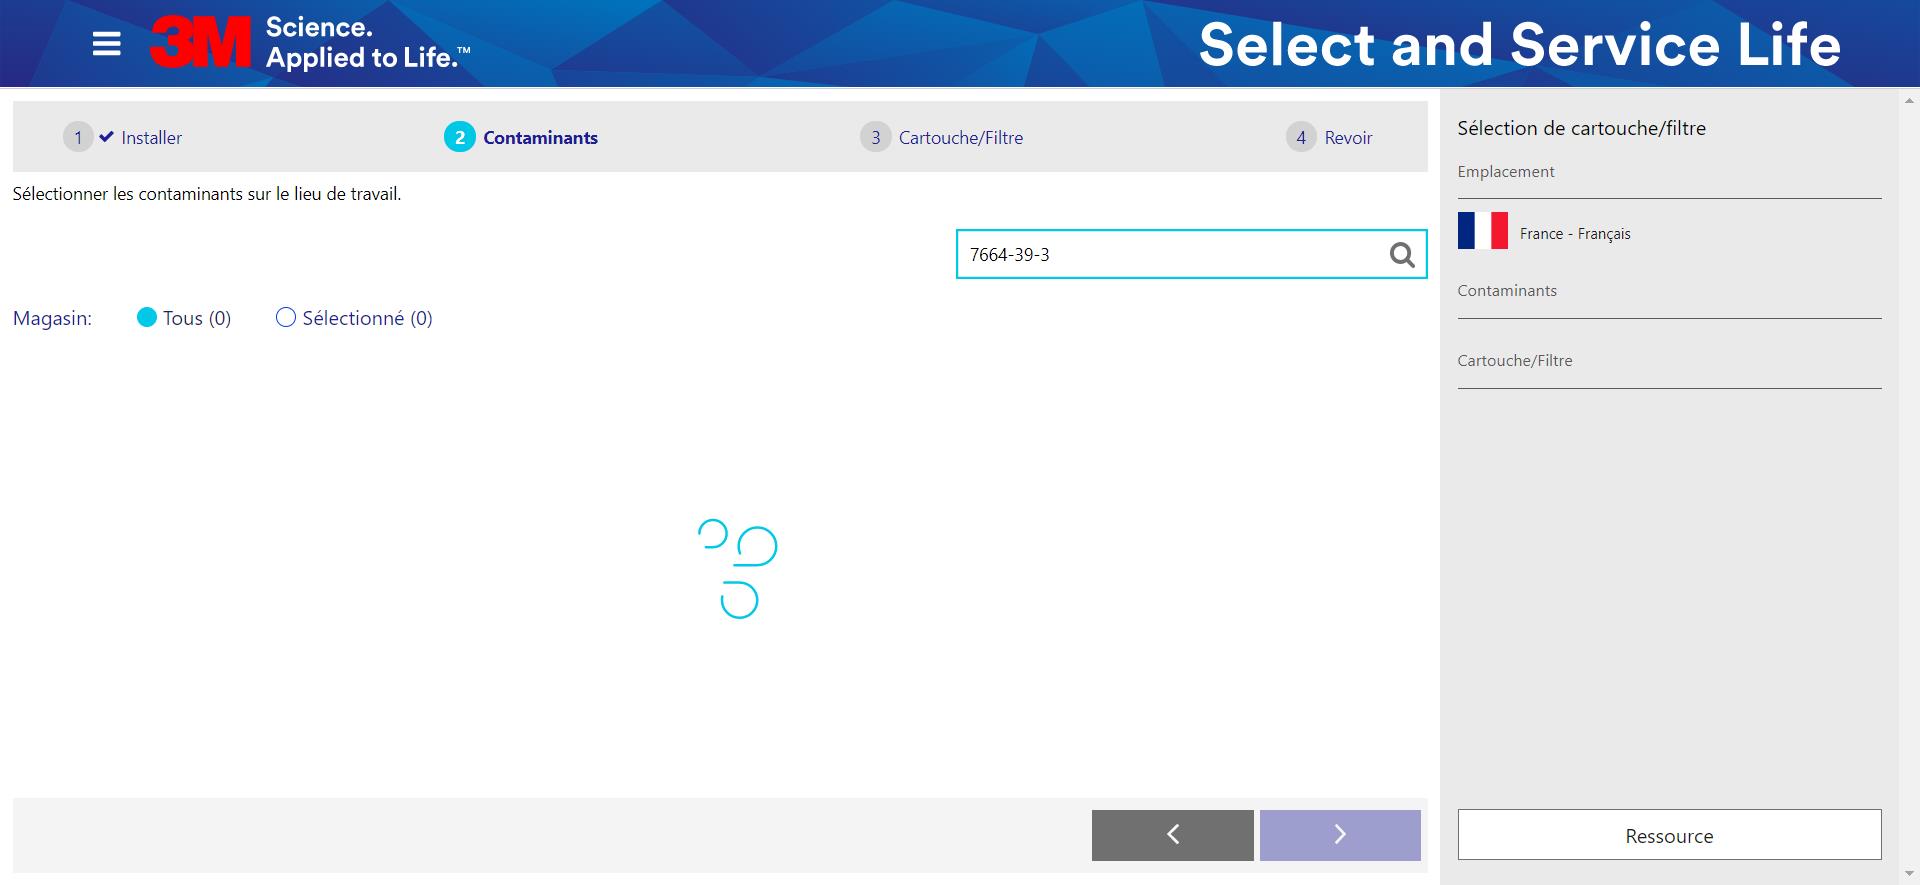 3M Science.
Applied to Life.™
Select and Service Life
1 Installer
2 Contaminants
3 Cartouche/Filtre
4 Revoir
Sélectionner les contaminants sur le lieu de travail.
7664-39-3
Magasin:
Tous (0)
Sélectionné (0)
Sélection de cartouche/filtre
Emplacement
France - Français
Contaminants
Cartouche/Filtre
Ressource